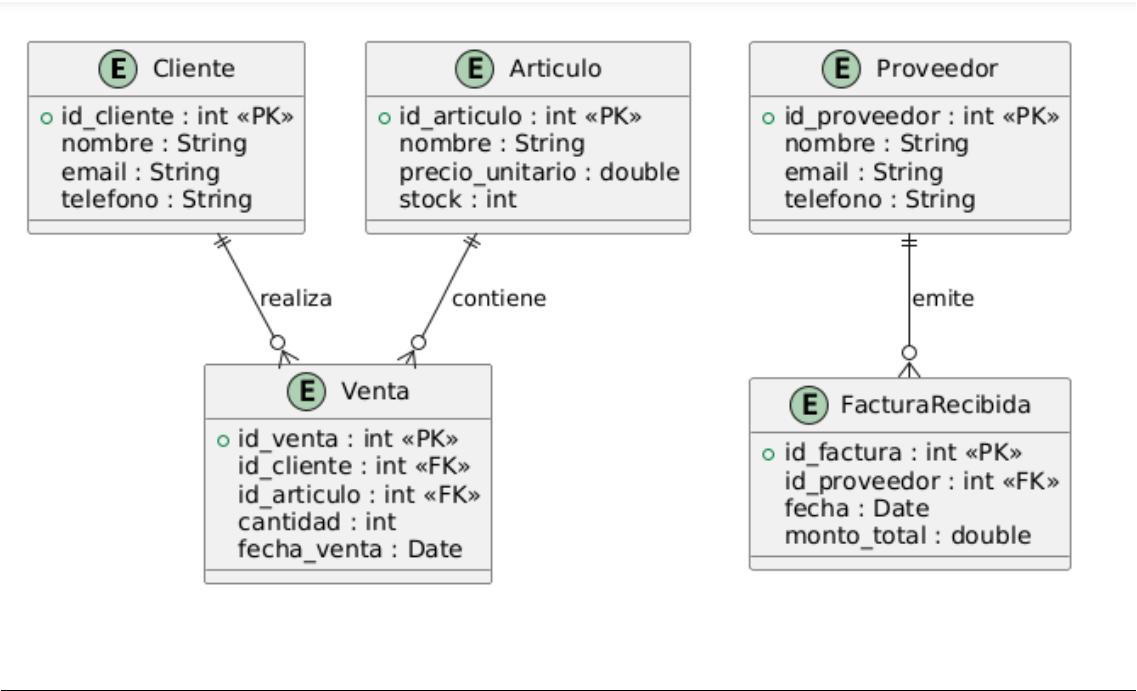 E Cliente
id_cliente : int «PK»
nombre : String
email : String
telefono : String
E Articulo
id_articulo : int «PK»
nombre : String
precio_unitario : double
stock : int
E Proveedor
id_proveedor : int «PK»
nombre : String
email : String
telefono : String
realiza
contiene
emite
E Venta
id_venta : int «PK»
id_cliente : int «FK»
id_articulo : int «FK»
cantidad : int
fecha_venta : Date
E FacturaRecibida
id_factura : int «PK»
id_proveedor : int «FK»
fecha : Date
monto_total : double